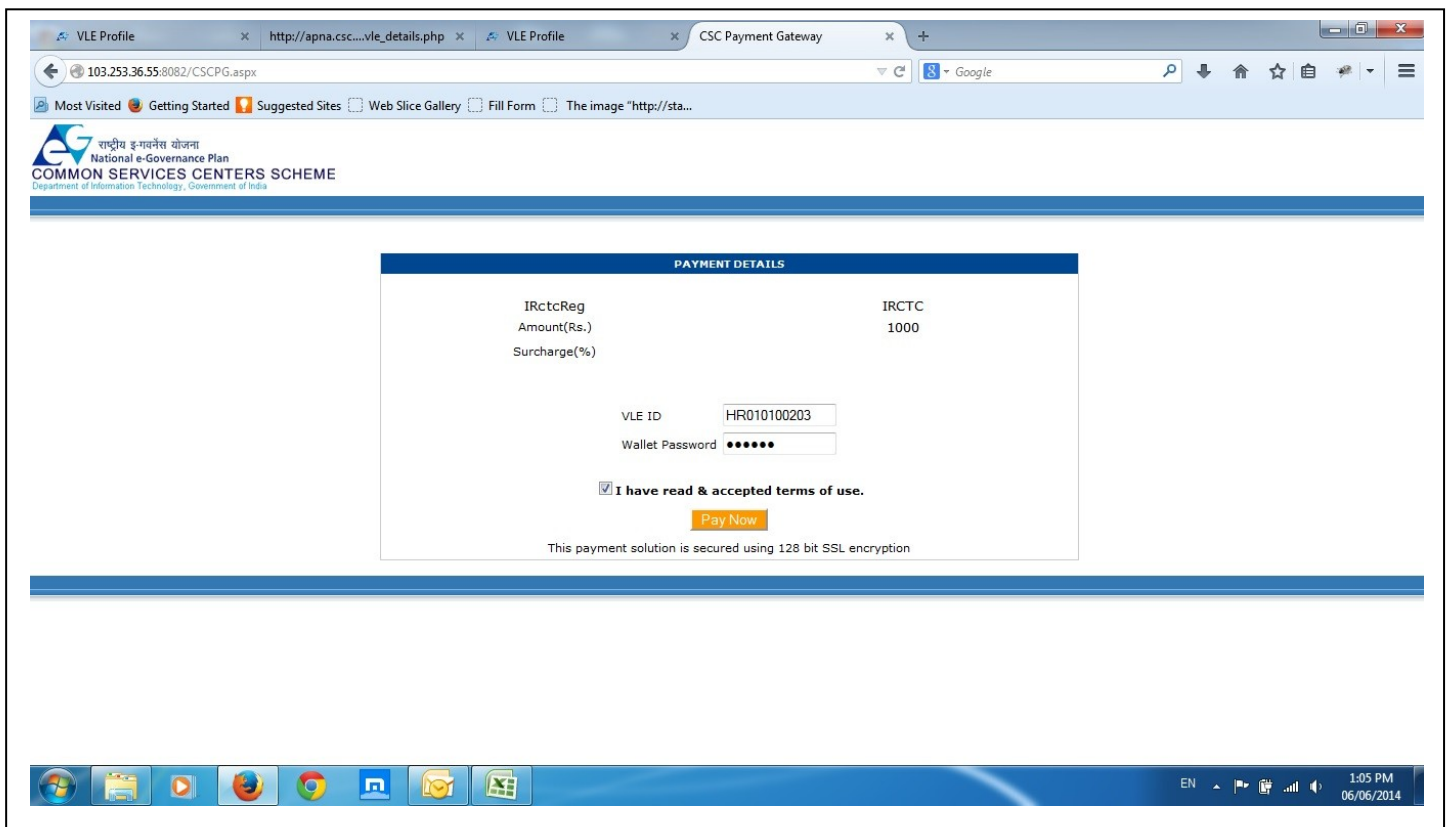 VLE Profile
http://apna.csc....vle_details.php
VLE Profile
CSC Payment Gateway
103.253.36.55:8082/CSCPG.aspx
Google
Most Visited Getting Started Suggested Sites Web Slice Gallery Fill Form The image "http://sta...
राष्ट्रीय इ-गवर्नेंस योजना
National e-Governance Plan
COMMON SERVICES CENTERS SCHEME
Department of Information Technology, Government of India
PAYMENT DETAILS
IRctcReg IRCTC
Amount(Rs.) 1000
Surcharge(%)
VLE ID HR010100203
Wallet Password ●●●●●●
I have read & accepted terms of use.
Pay Now
This payment solution is secured using 128 bit SSL encryption
EN
1:05 PM
06/06/2014